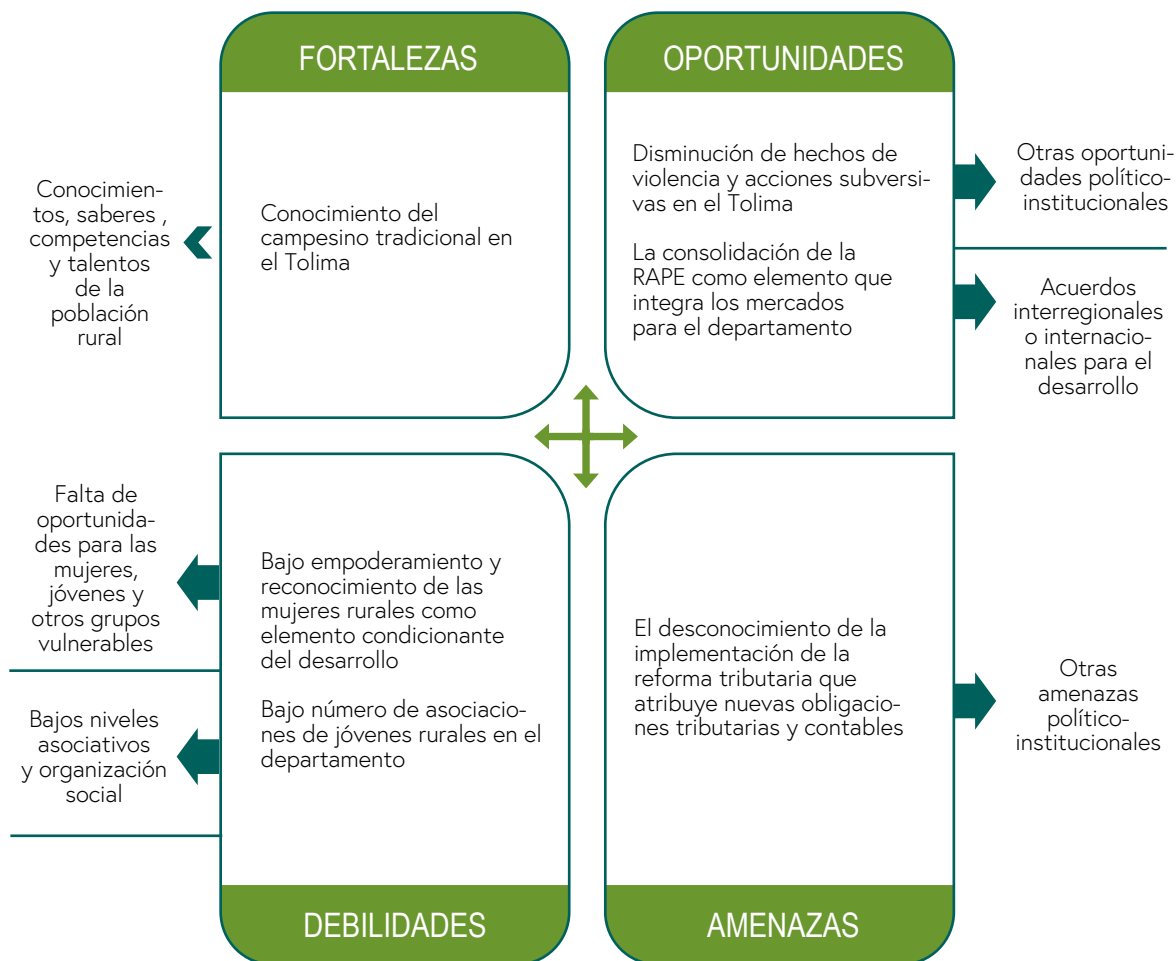 FORTALEZAS
Conocimien-
tos, saberes ,
competencias
y talentos
de la
población
rural
Conocimiento del
campesino tradicional en
el Tolima
OPORTUNIDADES
Disminución de hechos de
violencia y acciones subversi-
vas en el Tolima
La consolidación de la
RAPE como elemento que
integra los mercados
para el departamento
Otras oportuni-
dades político-
institucionales
Acuerdos
interregionales
o internacio-
nales para el
desarrollo
Falta de
oportunida-
des para las
mujeres,
jóvenes y
otros grupos
vulnerables
Bajos niveles
asociativos
y organización
social
Bajo empoderamiento y
reconocimiento de las
mujeres rurales como
elemento condicionante
del desarrollo
Bajo número de asociacio-
nes de jóvenes rurales en el
departamento
DEBILIDADES
El desconocimiento de la
implementación de la
reforma tributaria que
atribuye nuevas obligacio-
nes tributarias y contables
Otras
amenazas
político-
institucionales
AMENAZAS